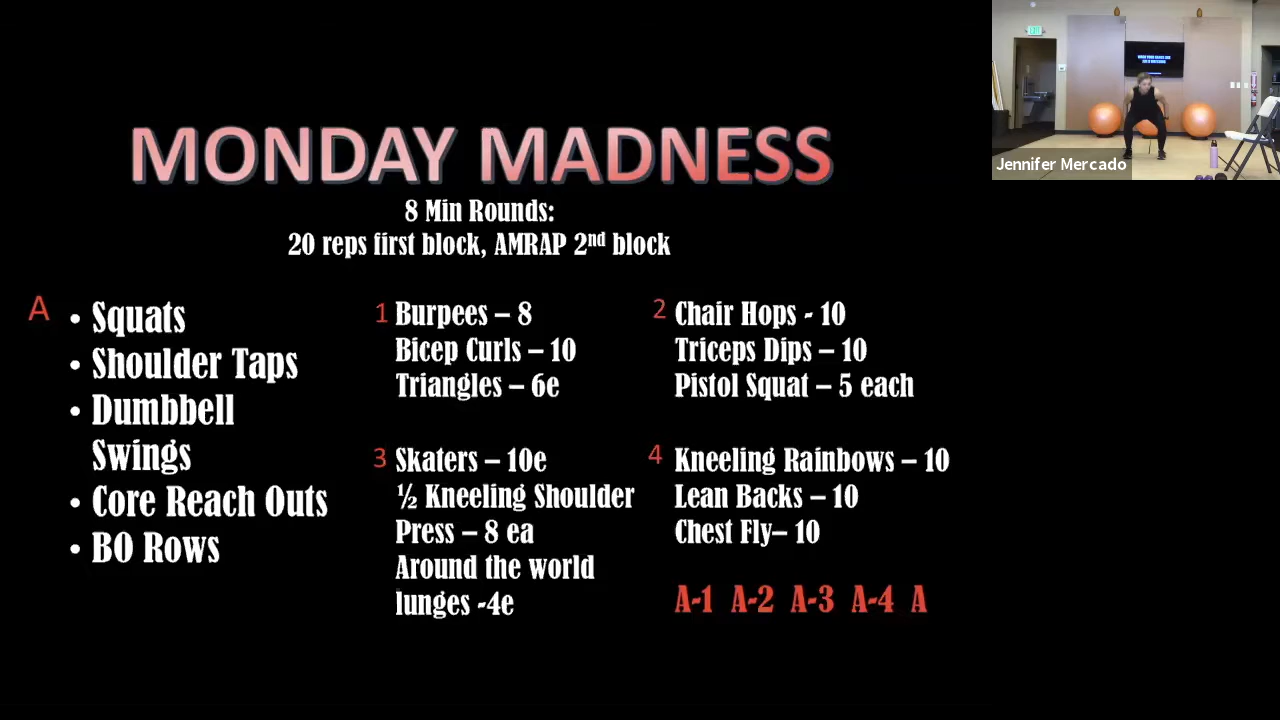 MONDAY MADNESS
8 Min Rounds:
20 reps first block, AMRAP 2nd block
A
• Squats
• Shoulder Taps
• Dumbbell
Swings
• Core Reach Outs
• BO Rows
1 Burpees – 8
Bicep Curls – 10
Triangles – 6e
2 Chair Hops - 10
Triceps Dips – 10
Pistol Squat – 5 each
3 Skaters – 10e
½ Kneeling Shoulder
Press – 8 ea
Around the world
lunges -4e
4 Kneeling Rainbows – 10
Lean Backs – 10
Chest Fly– 10
A-1 A-2 A-3 A-4 A
EXIT
Jennifer Mercado